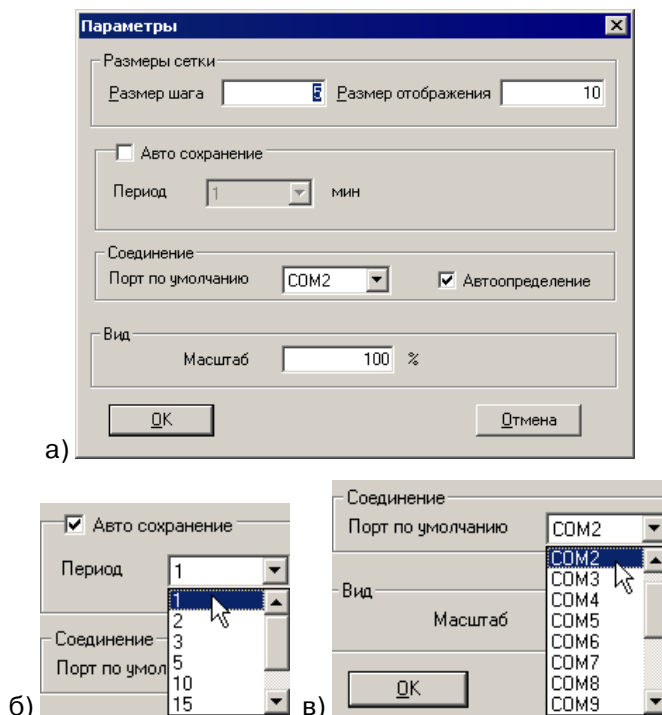 Параметры
Размеры сетки
Размер шага 5 Размер отображения 10
Авто сохранение
Период 1 мин
Соединение
Порт по умолчанию COM2 Автоопределение
Вид
Масштаб 100 %
OK Отмена
а)
Авто сохранение
Период 1
1
2
Соединение 3
Порт по умол 5
10
б) 15
Соединение
Порт по умолчанию COM2
COM2
Вид COM3
COM4
Масштаб COM5
COM6
COM7
OK COM8
в) COM9